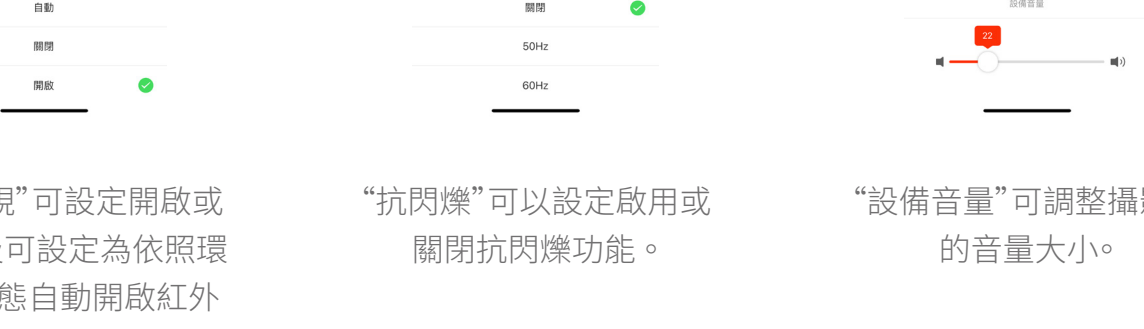 自動
關閉
開啟
視”可設定開啟或
可設定為依照環
態自動開啟紅外
關閉
50Hz
60Hz
“抗閃爍”可以設定啟用或
關閉抗閃爍功能。
設備音量
22
“設備音量”可調整攝
的音量大小。